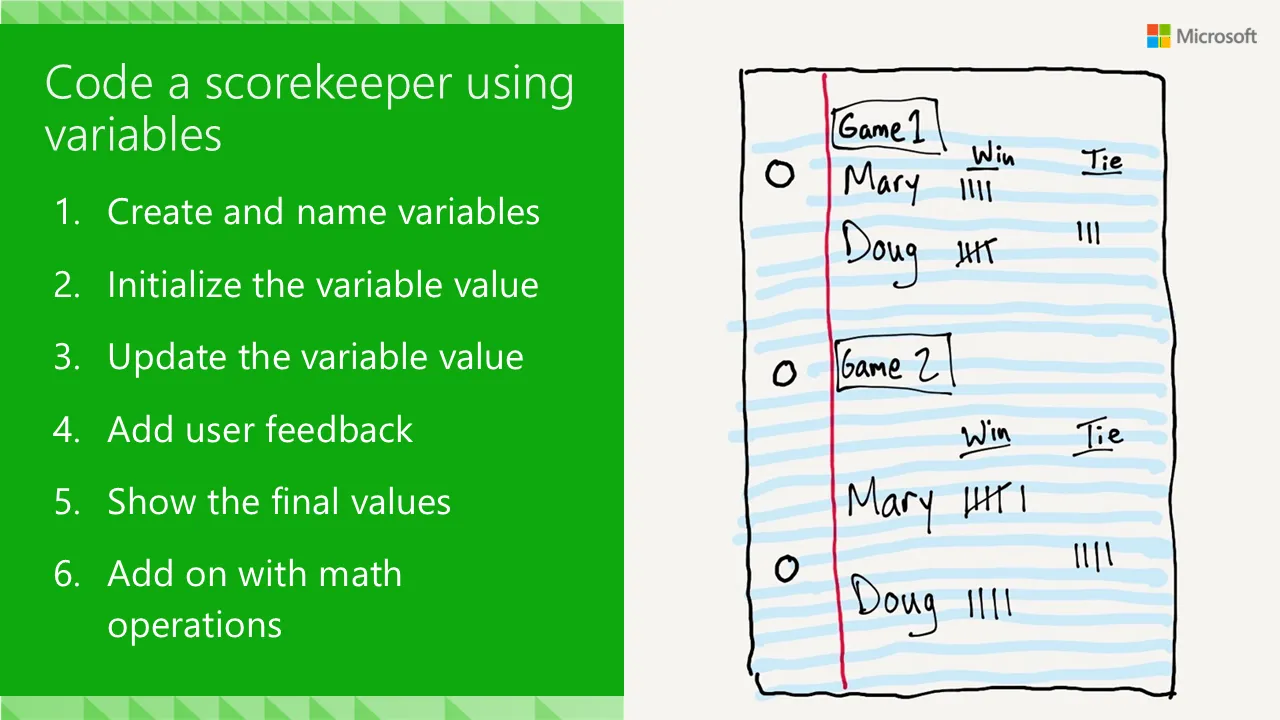 Microsoft
Code a scorekeeper using
variables
1. Create and name variables
2. Initialize the variable value
3. Update the variable value
4. Add user feedback
5. Show the final values
6. Add on with math
operations
Game 1
Win Tie
Mary
Doug
Game 2
Win Tie
Mary
Doug